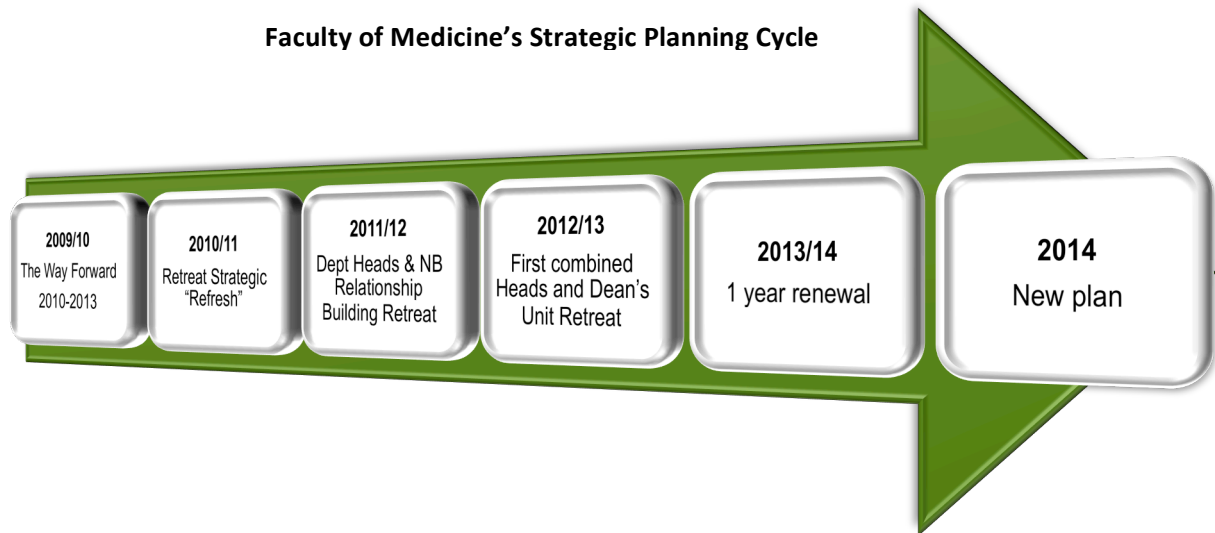 Faculty of Medicine's Strategic Planning Cycle
2009/10
The Way Forward
2010-2013
2010/11
Retreat Strategic
“Refresh”
2011/12
Dept Heads & NB
Relationship
Building Retreat
2012/13
First combined
Heads and Dean’s
Unit Retreat
2013/14
1 year renewal
2014
New plan